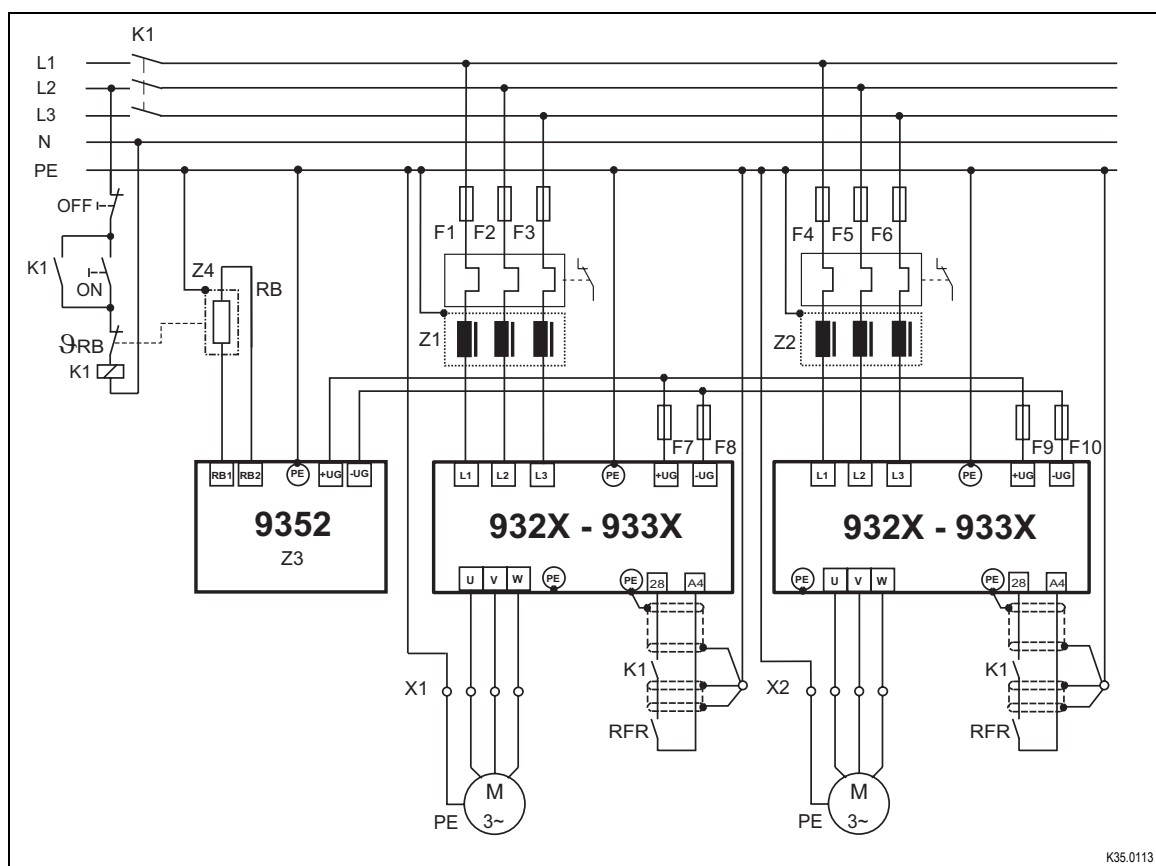 K1
L1
L2
L3
N
PE
OFF
K1
ON
ϑRB
K1
Z4
RB
F1 F2 F3
F4 F5 F6
Z1
Z2
F7 F8
F9 F10
RB1 RB2 PE +UG -UG
L1 L2 L3 PE +UG -UG
L1 L2 L3 PE +UG -UG
9352
Z3
932X - 933X
932X - 933X
U V W PE PE 28 A4
PE U V W PE 28 A4
K1
K1
X1
X2
RFR
RFR
M
3~
PE
M
3~
PE
K35.0113